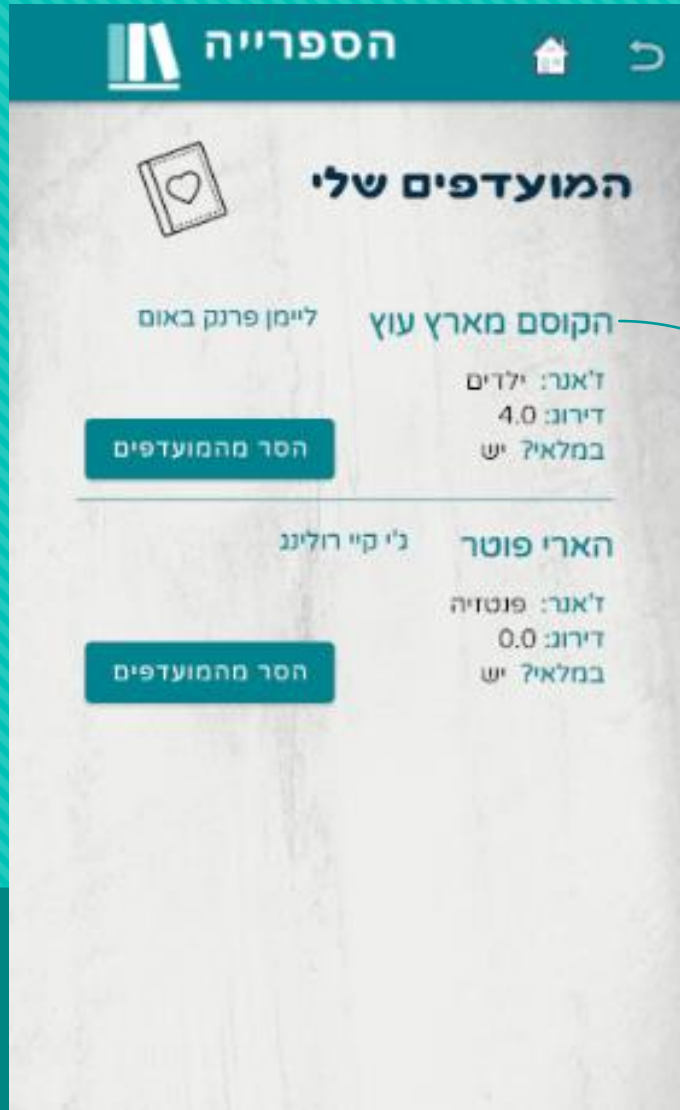 הספרייה
המועדפים שלי
הקוסם מארץ עוץ ליימן פרנק באום
ז'אנר: ילדים
דירוג: 4.0
במלאי? יש
הסר מהמועדפים
הארי פוטר ג'י קיי רולינג
ז'אנר: פנטזיה
דירוג: 0.0
במלאי? יש
הסר מהמועדפים